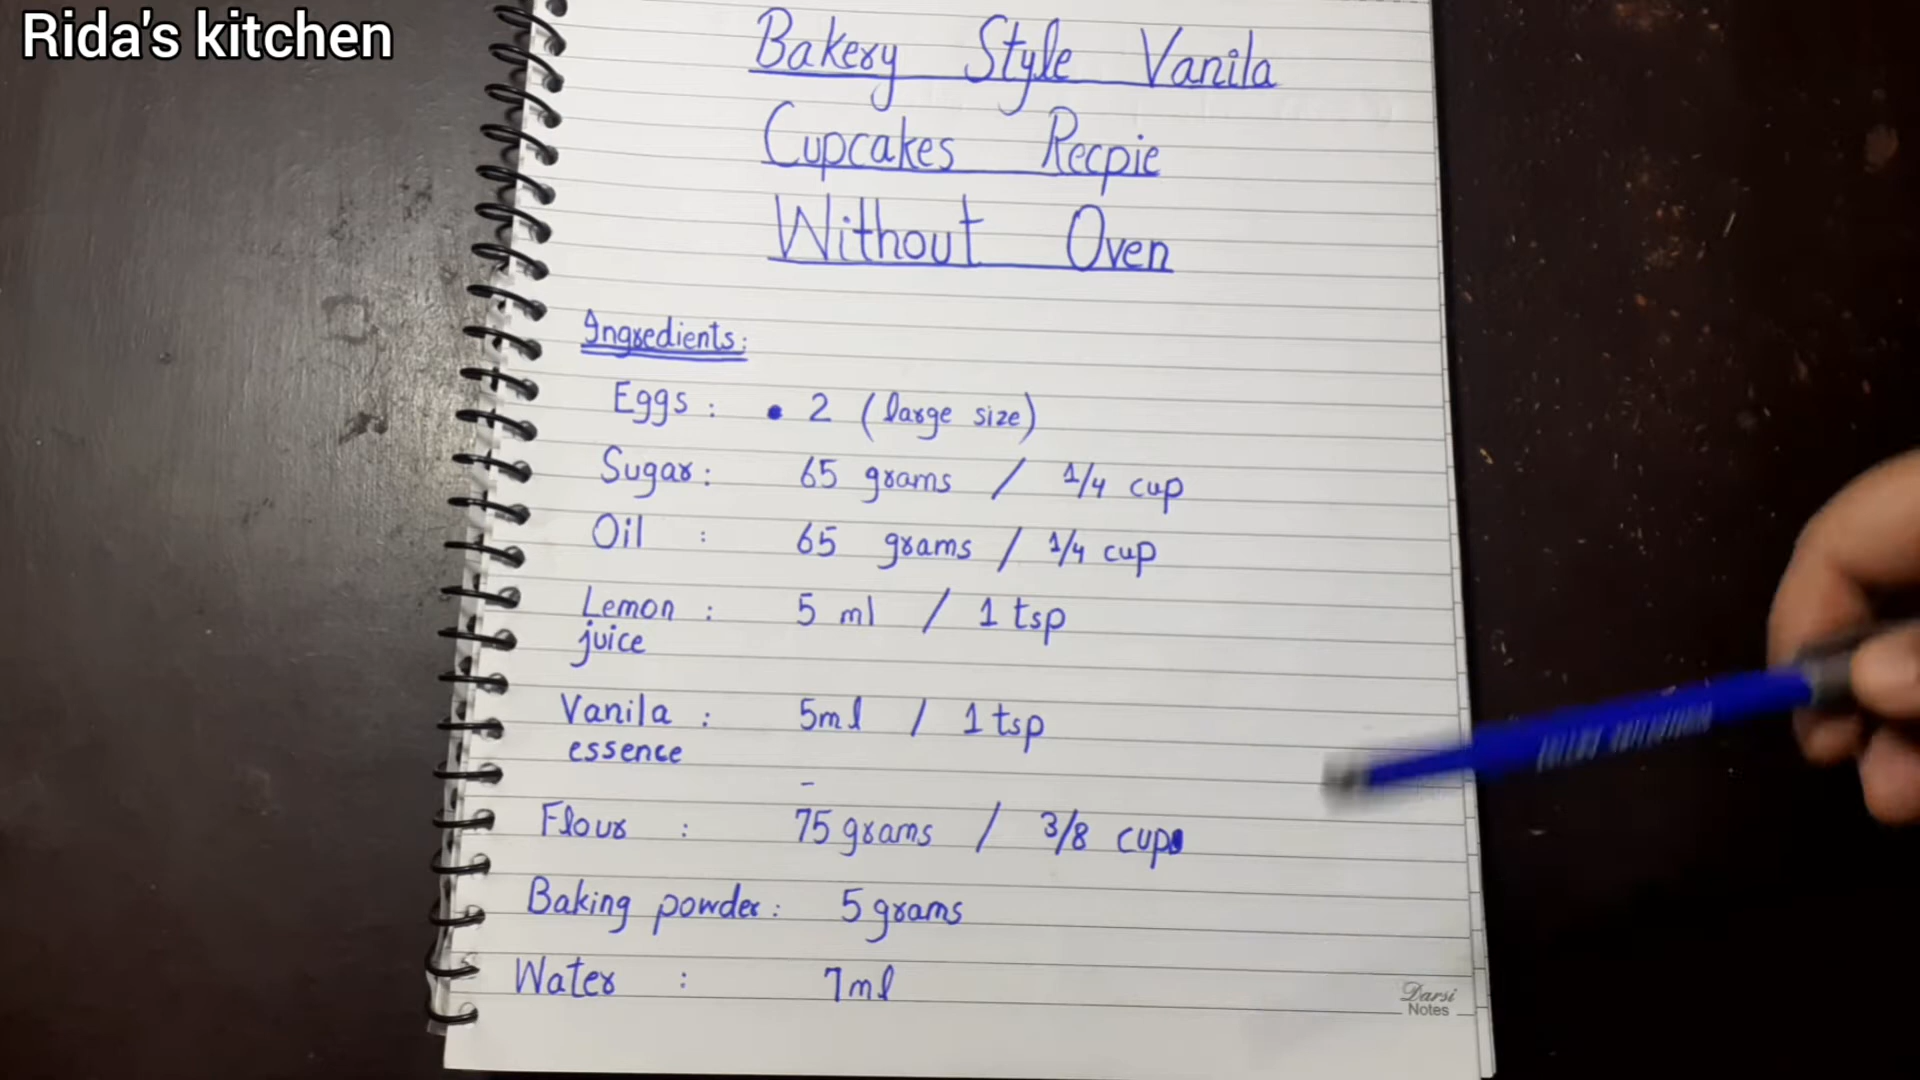 Rida's kitchen
Bakery Style Vanila
Cupcakes Recpie
Without Oven
Ingredients:
Eggs : • 2 (large size)
Sugar: 65 grams / 1/4 cup
Oil : 65 grams / 1/4 cup
Lemon : 5 ml / 1 tsp
juice
Vanila : 5ml / 1 tsp
essence
Flour : 75 grams / 3/8 cup
Baking powder: 5 grams
Water : 7ml
Darsi
Notes